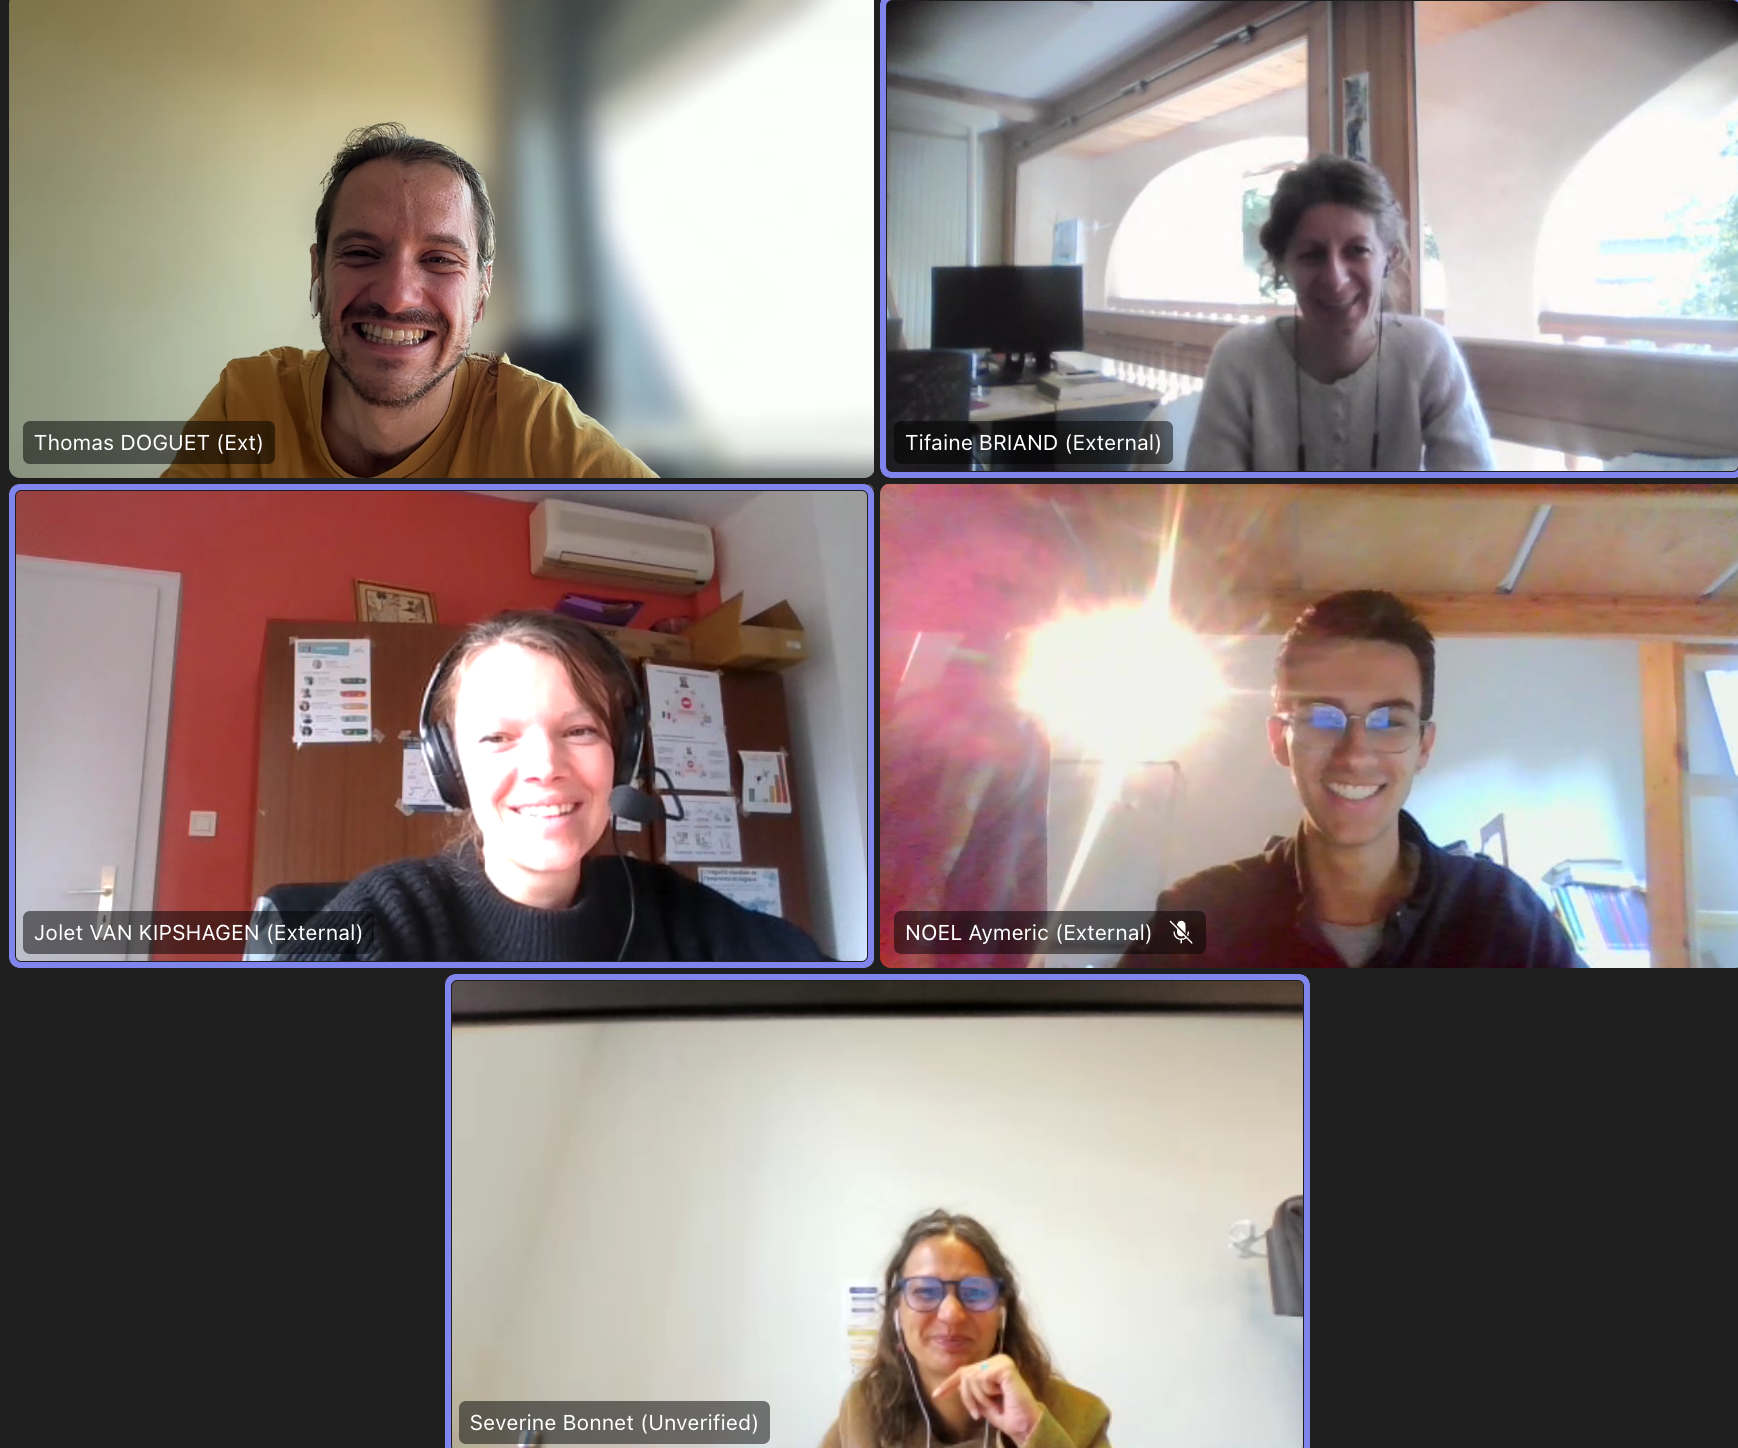 Thomas DOGUET (Ext)
Tifaine BRIAND (External)
Jolet VAN KIPSHAGEN (External)
NOEL Aymeric (External)
Severine Bonnet (Unverified)